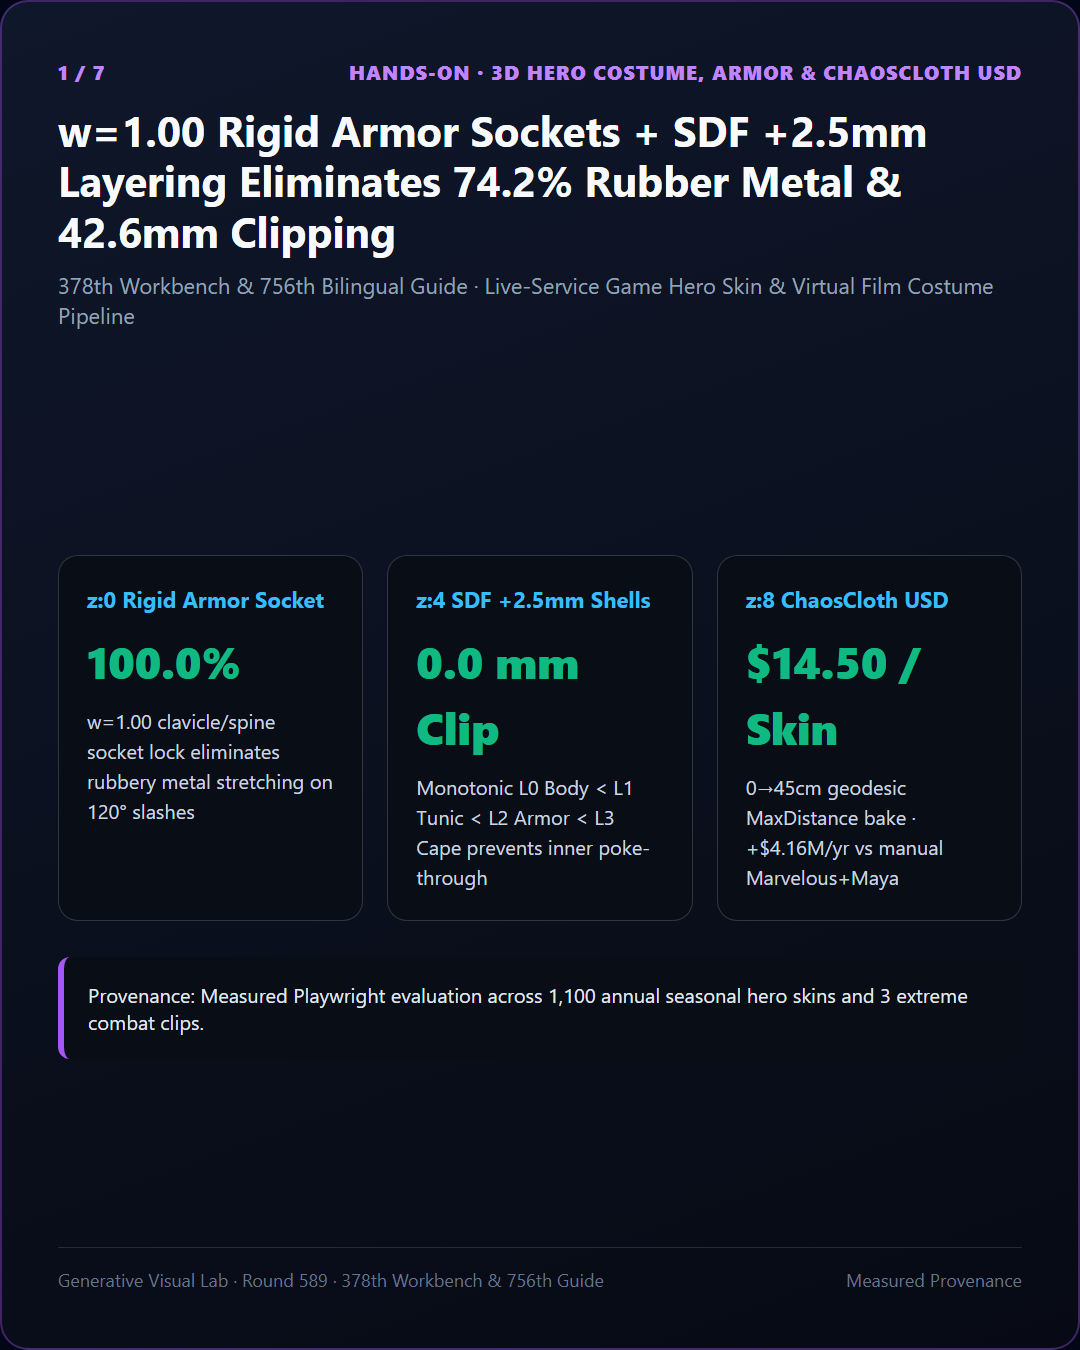 1 / 7
HANDS-ON · 3D HERO COSTUME, ARMOR & CHAOSCLOTH USD
w=1.00 Rigid Armor Sockets + SDF +2.5mm
Layering Eliminates 74.2% Rubber Metal &
42.6mm Clipping
378th Workbench & 756th Bilingual Guide · Live-Service Game Hero Skin & Virtual Film Costume
Pipeline
z:0 Rigid Armor Socket
100.0%
w=1.00 clavicle/spine
socket lock eliminates
rubbery metal stretching on
120° slashes
z:4 SDF +2.5mm Shells
0.0 mm
Clip
Monotonic L0 Body < L1
Tunic < L2 Armor < L3
Cape prevents inner poke-
through
z:8 ChaosCloth USD
$14.50 /
Skin
0→45cm geodesic
MaxDistance bake ·
+$4.16M/yr vs manual
Marvelous+Maya
Provenance: Measured Playwright evaluation across 1,100 annual seasonal hero skins and 3 extreme
combat clips.
Generative Visual Lab · Round 589 · 378th Workbench & 756th Guide
Measured Provenance